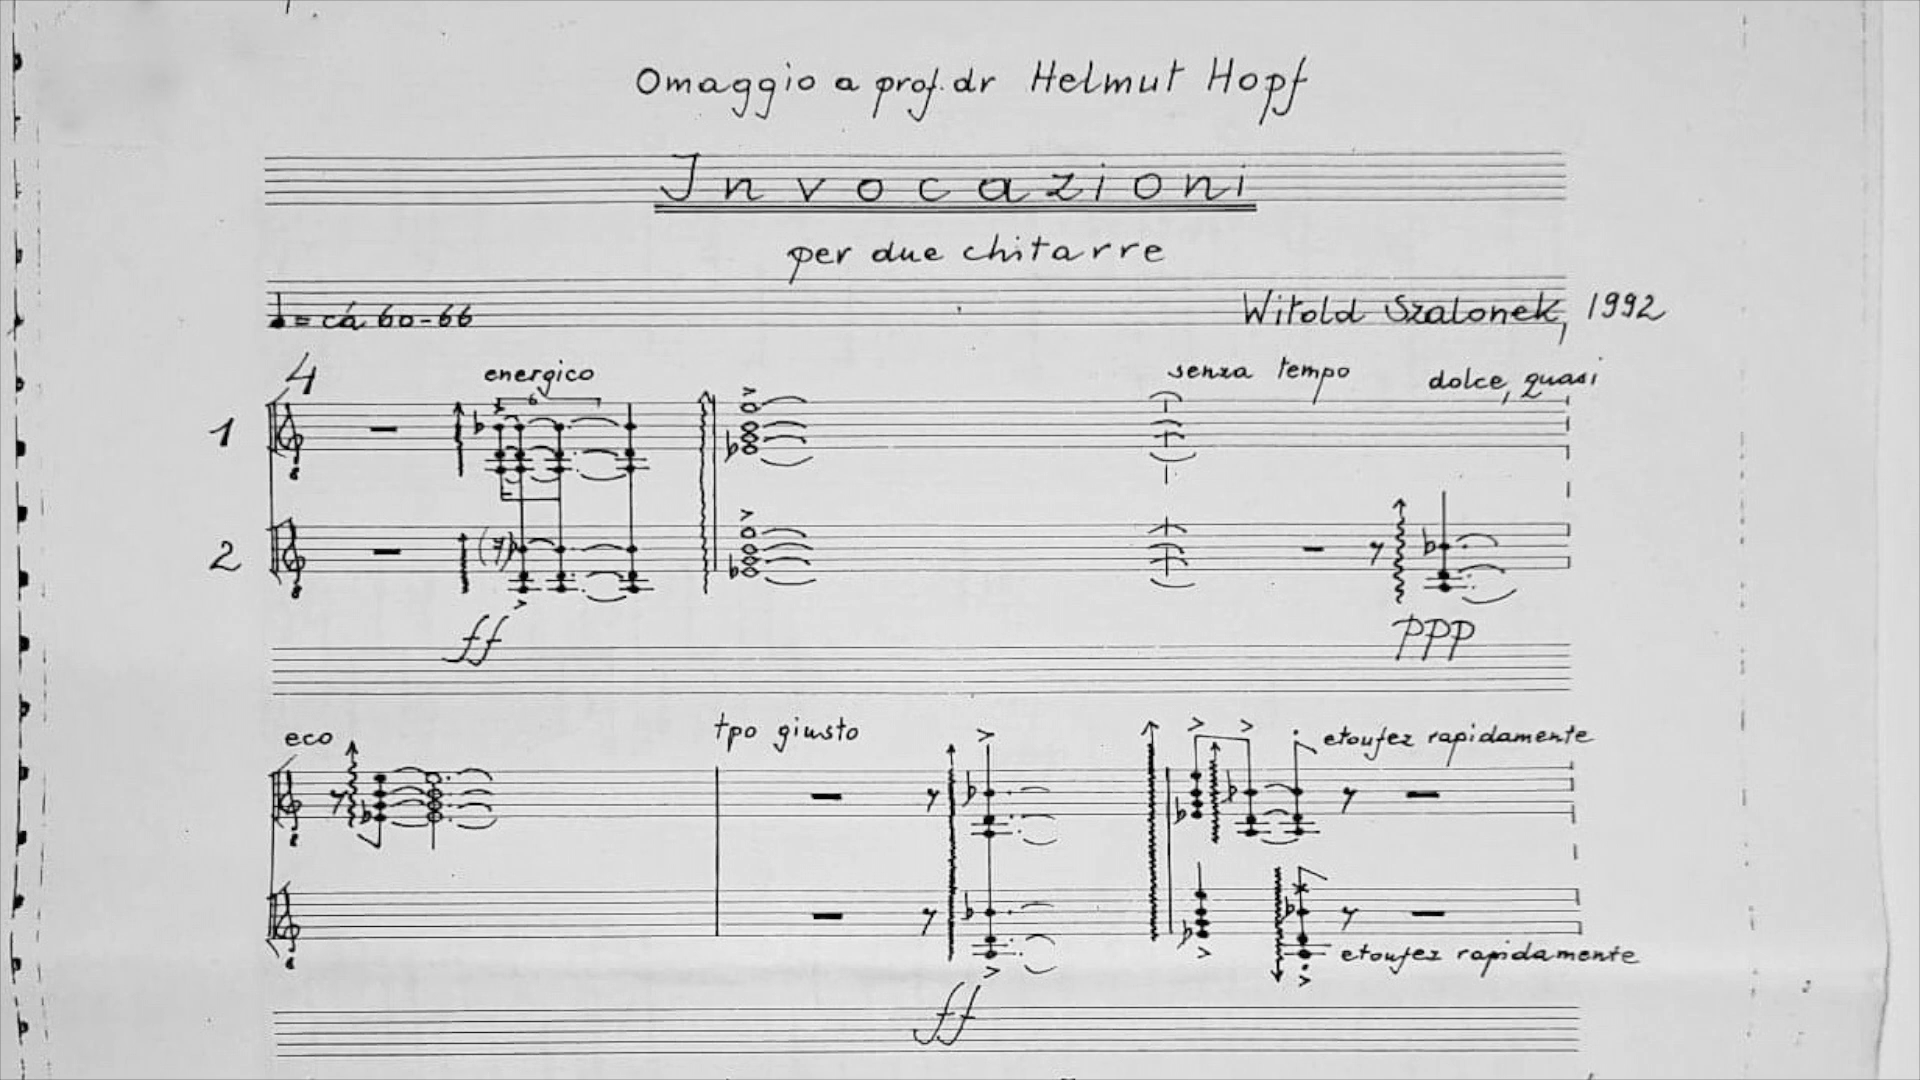 Omaggio a prof. dr Helmut Hopf
Invocazioni
per due chitarre
♩ = cá 60-66
Witold Szalonek, 1992
4
energico
senza tempo
dolce, quasi
6
1
2
ff
ppp
eco
tpo giusto
etoufez rapidamente
etoufez rapidamente
ff